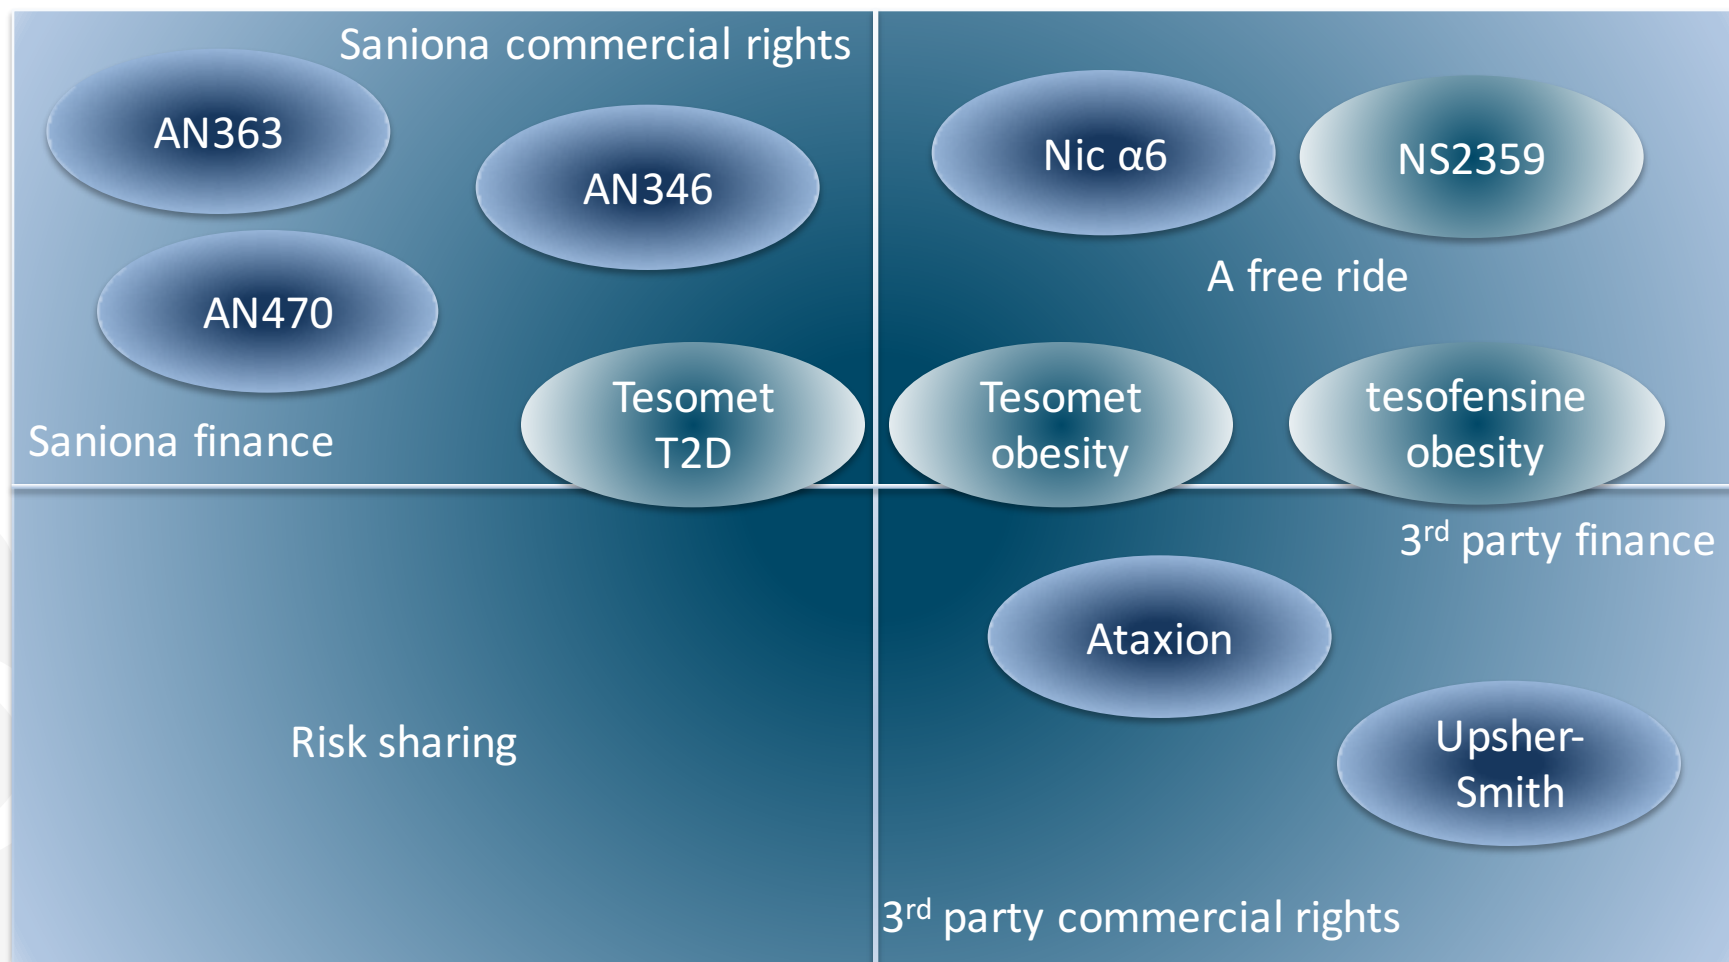 Saniona commercial rights
AN363
AN346
AN470
Tesomet
T2D
Saniona finance
Nic α6
NS2359
A free ride
Tesomet
obesity
tesofensine
obesity
3rd party finance
Risk sharing
Ataxion
Upsher-
Smith
3rd party commercial rights